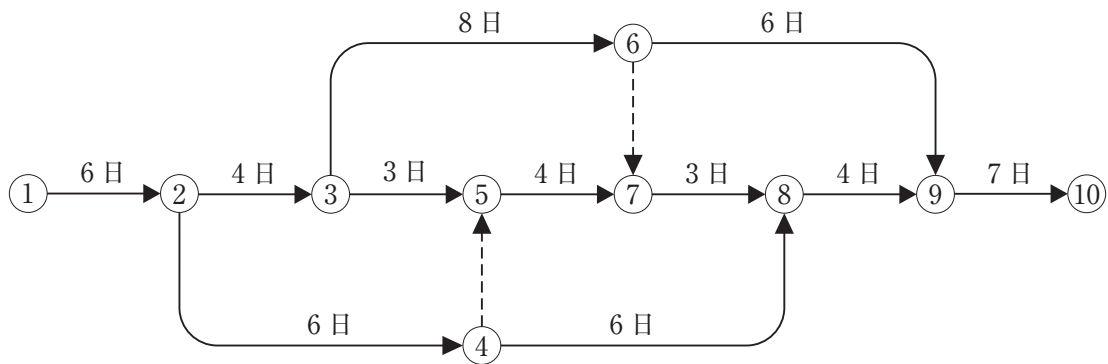 8日 6日
⑥
6日 4日 3日 4日 3日 4日 7日
① ② ③ ⑤ ⑦ ⑧ ⑨ ⑩
6日 6日
④